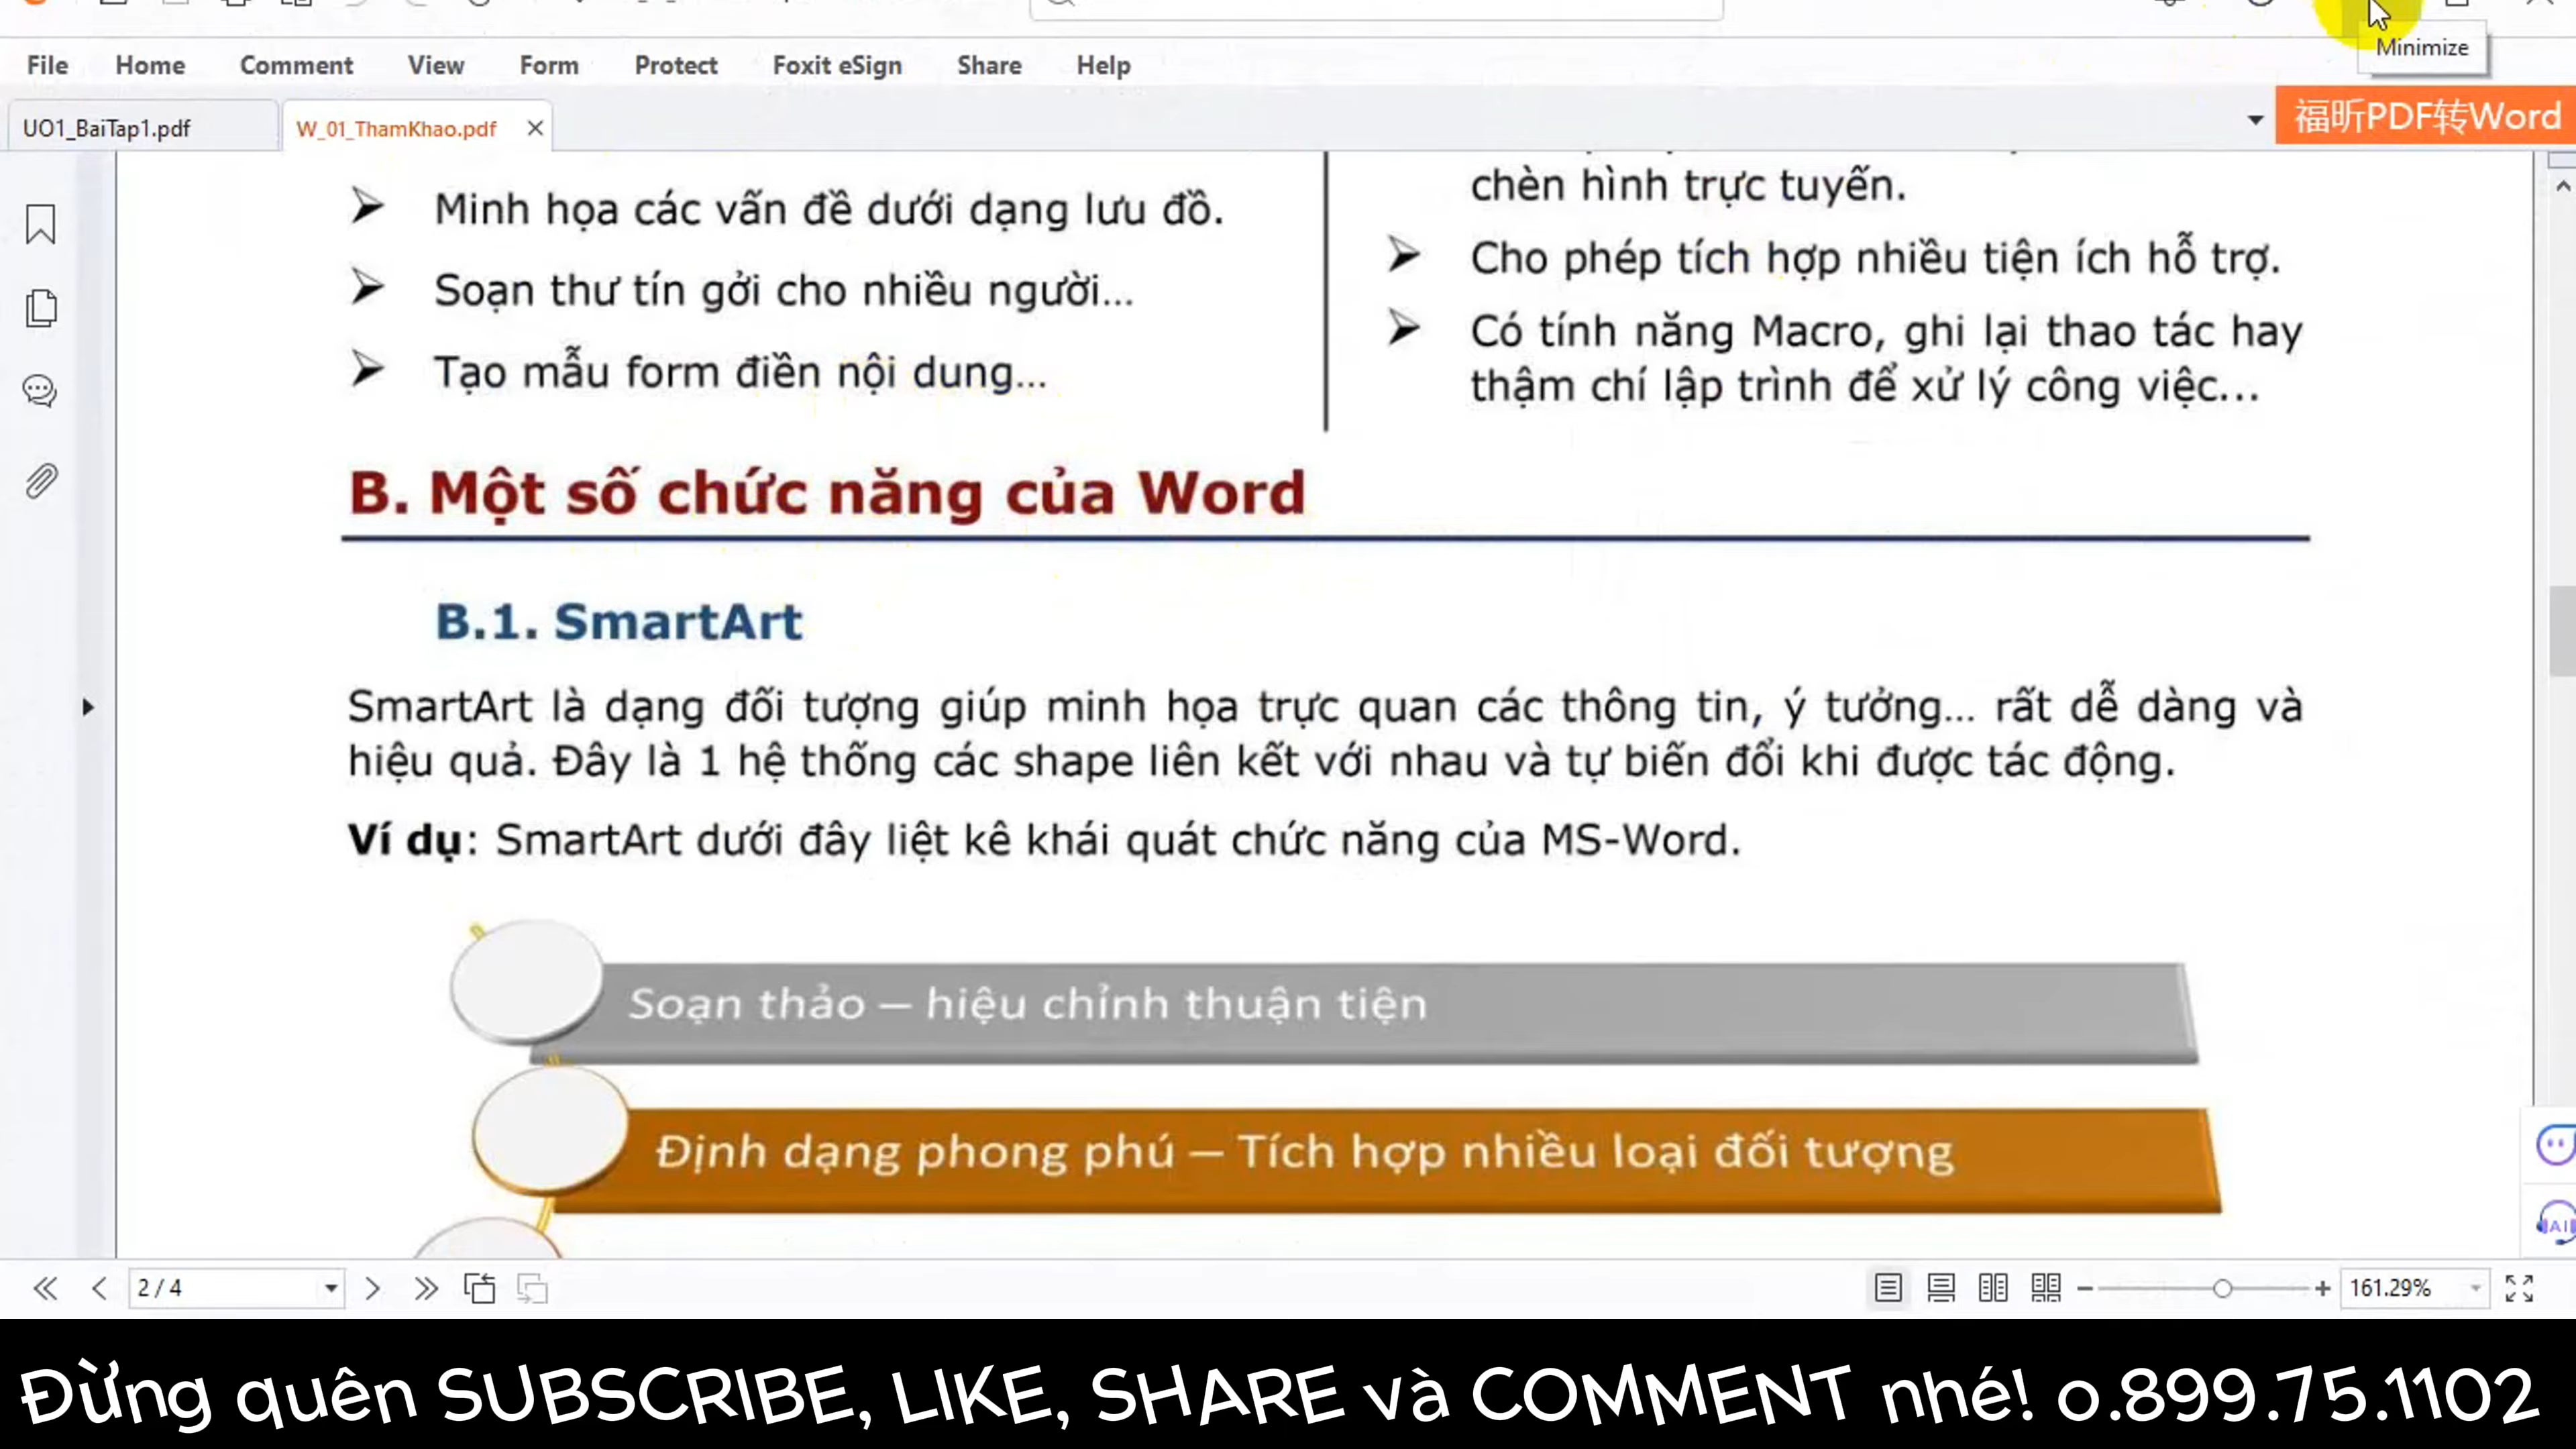 Minimize
File Home Comment View Form Protect Foxit eSign Share Help
UO1_BaiTap1.pdf W_01_ThamKhao.pdf 福昕PDF转Word
Minh họa các vấn đề dưới dạng lưu đồ.
Soạn thư tín gởi cho nhiều người...
Tạo mẫu form điền nội dung...
chèn hình trực tuyến.
Cho phép tích hợp nhiều tiện ích hỗ trợ.
Có tính năng Macro, ghi lại thao tác hay
thậm chí lập trình để xử lý công việc...
B. Một số chức năng của Word
B.1. SmartArt
SmartArt là dạng đối tượng giúp minh họa trực quan các thông tin, ý tưởng... rất dễ dàng và
hiệu quả. Đây là 1 hệ thống các shape liên kết với nhau và tự biến đổi khi được tác động.
Ví dụ: SmartArt dưới đây liệt kê khái quát chức năng của MS-Word.
Soạn thảo – hiệu chỉnh thuận tiện
Định dạng phong phú – Tích hợp nhiều loại đối tượng
AI
2 / 4 161.29%
Đừng quên SUBSCRIBE, LIKE, SHARE và COMMENT nhé! 0.899.75.1102